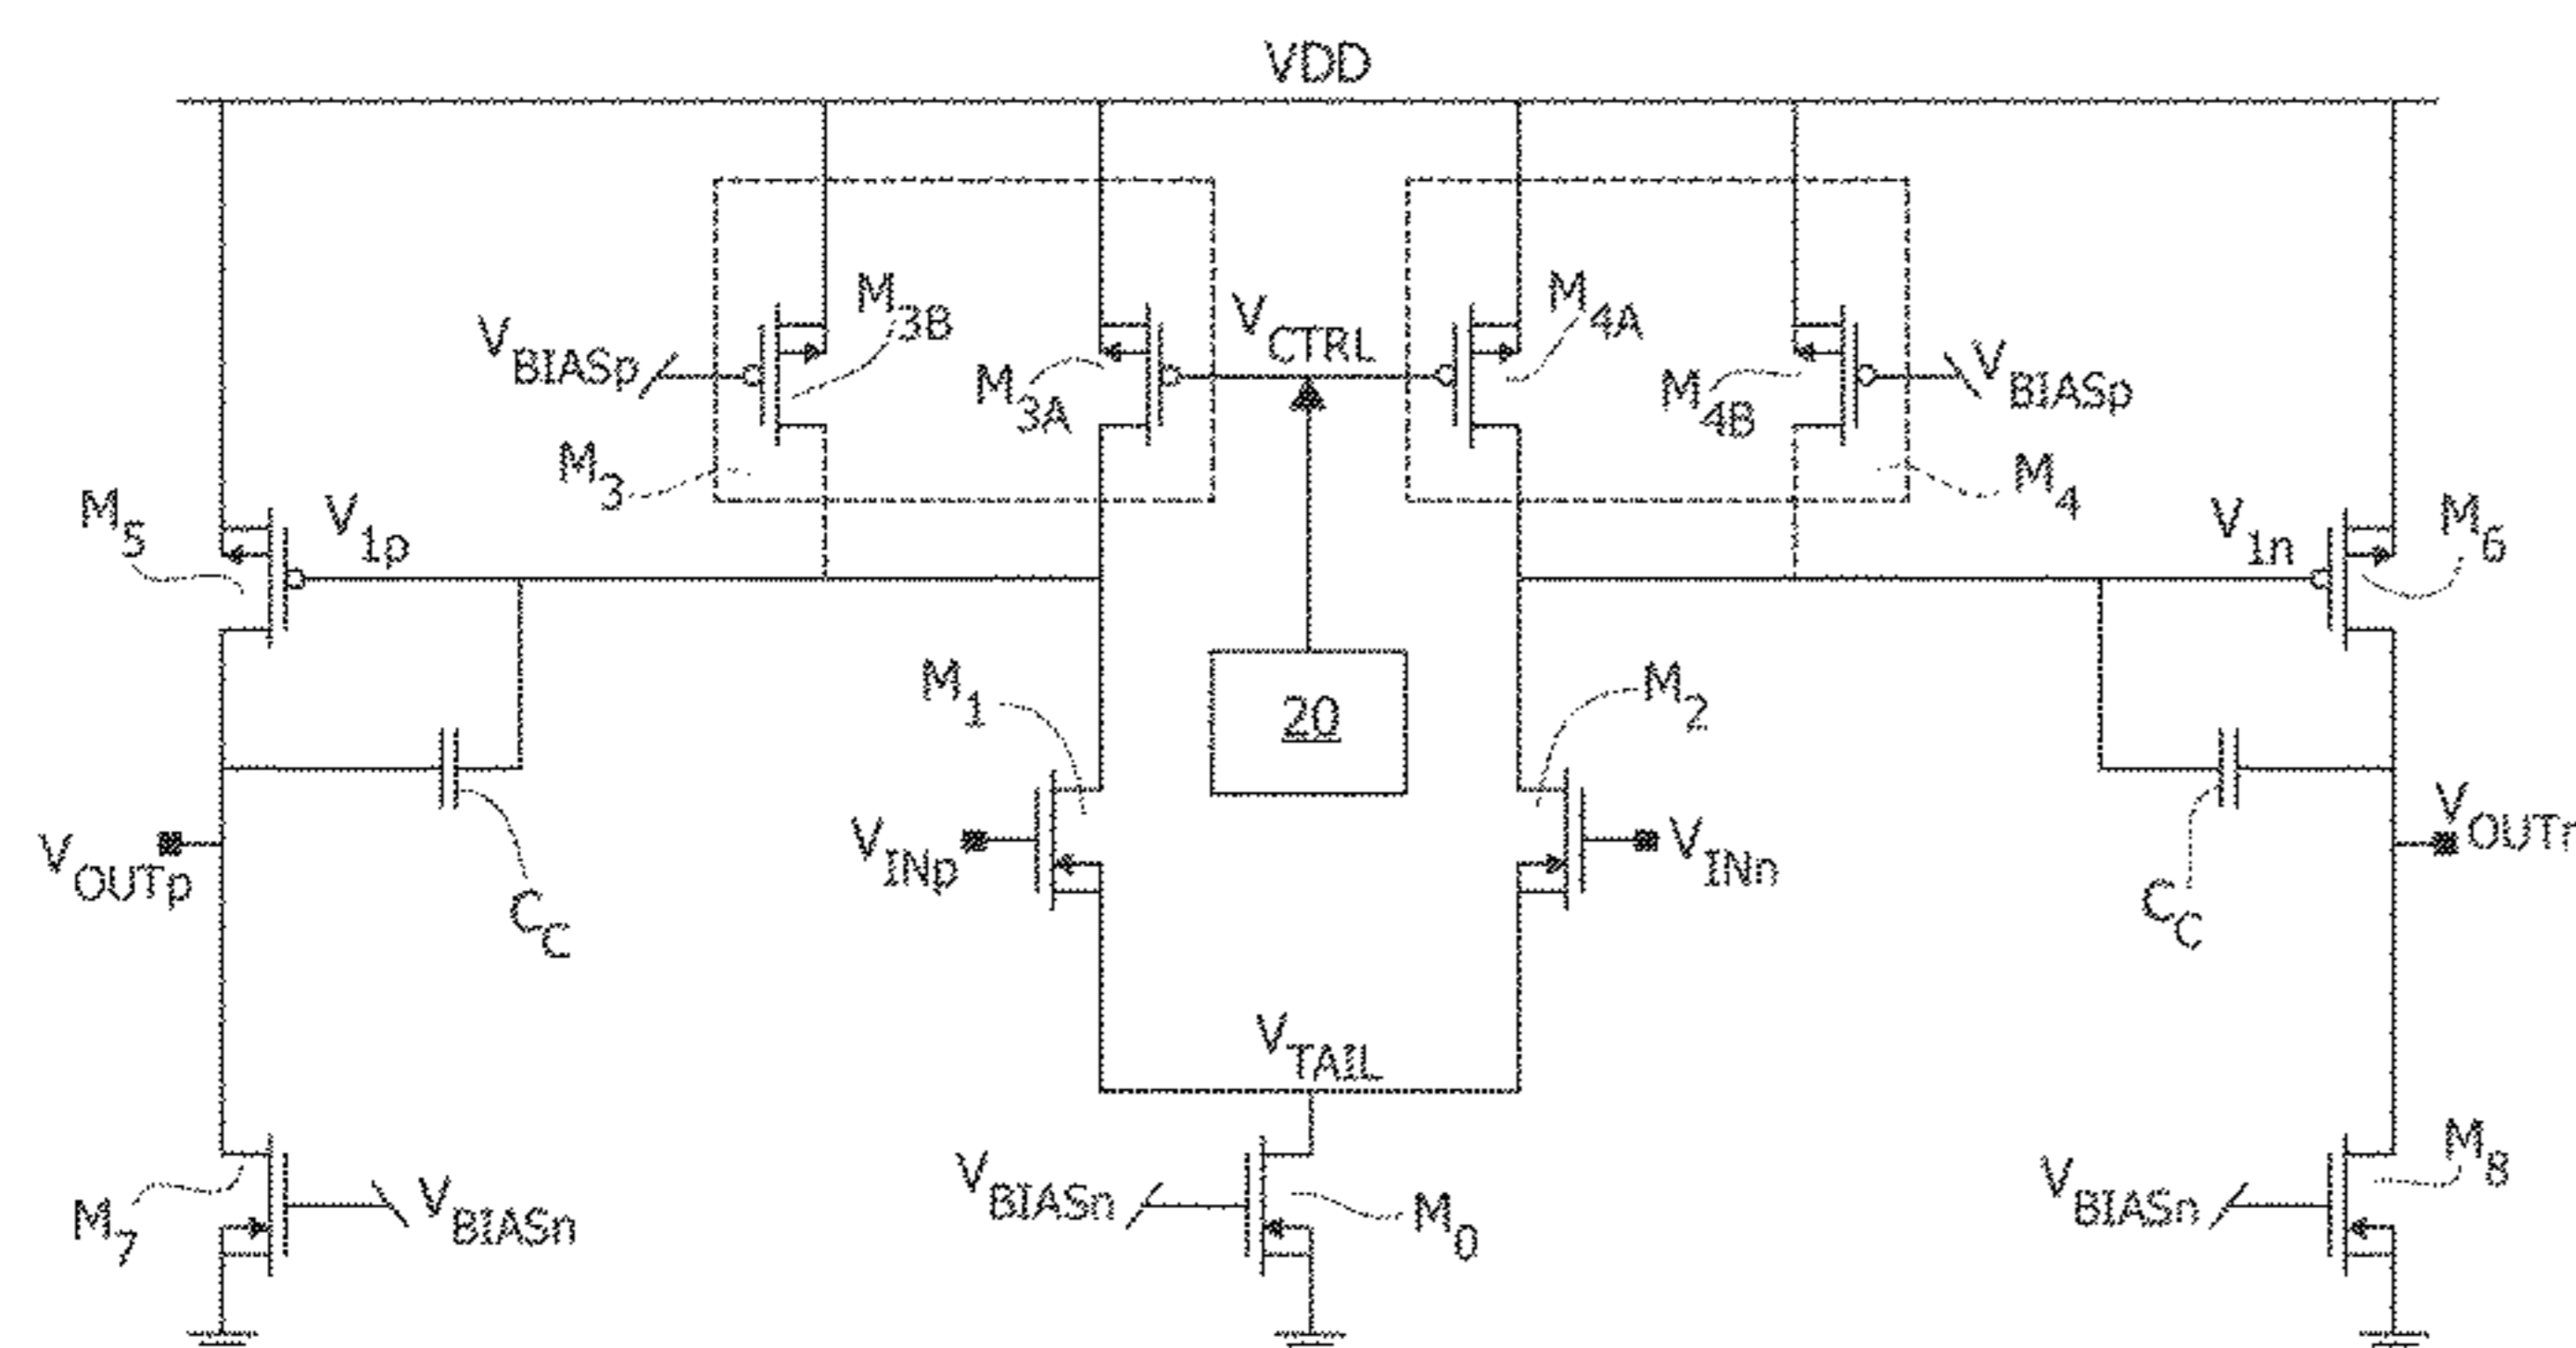 VDD
M3B
M4A
VBIASp
VCTRL
M3A
M4B
VBIASp
M3
M4
M5
V1p
V1n
M6
M1
M2
20
VOUTp
VINp
VINn
CC
CC
VTAIL
M7
VBIASn
VBIASn
M0
VBIASn
M8